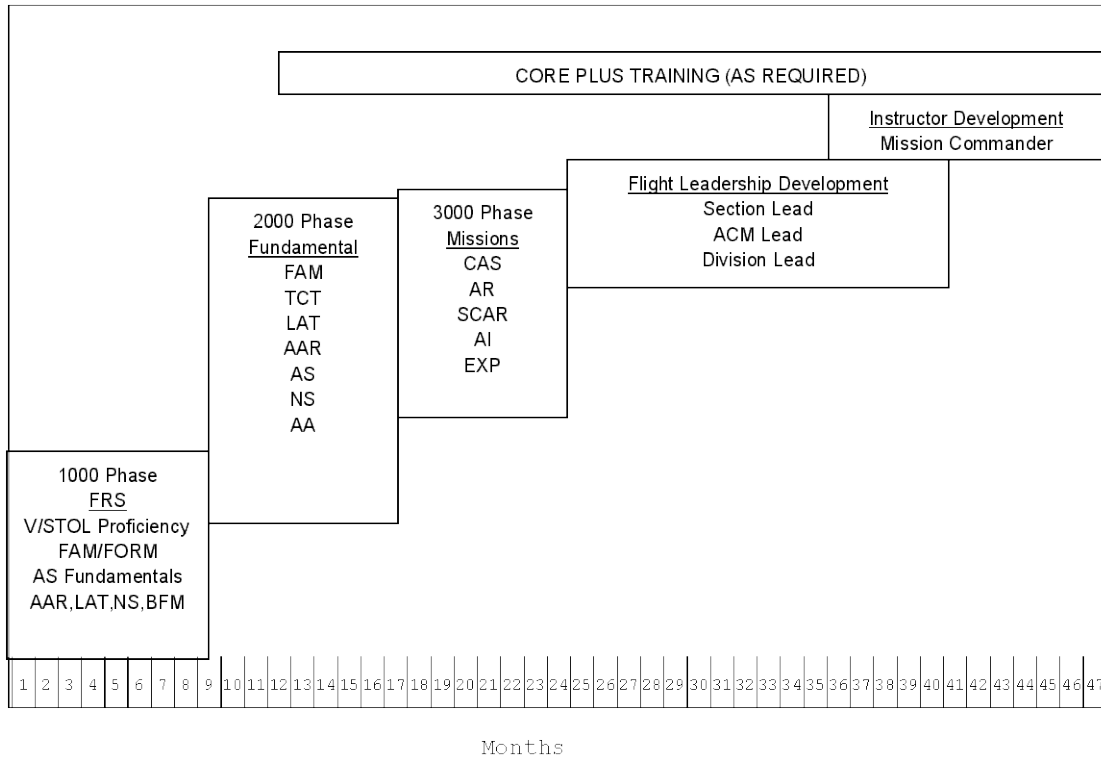 CORE PLUS TRAINING (AS REQUIRED)
Instructor Development
Mission Commander
Flight Leadership Development
Section Lead
ACM Lead
Division Lead
3000 Phase
Missions
CAS
AR
SCAR
AI
EXP
2000 Phase
Fundamental
FAM
TCT
LAT
AAR
AS
NS
AA
1000 Phase
FRS
V/STOL Proficiency
FAM/FORM
AS Fundamentals
AAR,LAT,NS,BFM
1 2 3 4 5 6 7 8 9 10 11 12 13 14 15 16 17 18 19 20 21 22 23 24 25 26 27 28 29 30 31 32 33 34 35 36 37 38 39 40 41 42 43 44 45 46 47
Months